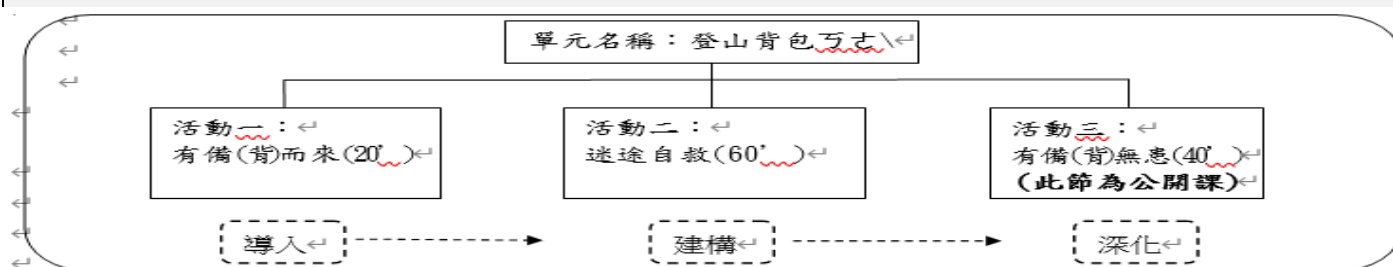 單元名稱：登山背包ㄎㄜˋ
活動一：
有備(背)而來(20’)
活動二：
迷途自救(60’)
活動三：
有備(背)無患(40’)
(此節為公開課)
導入
建構
深化